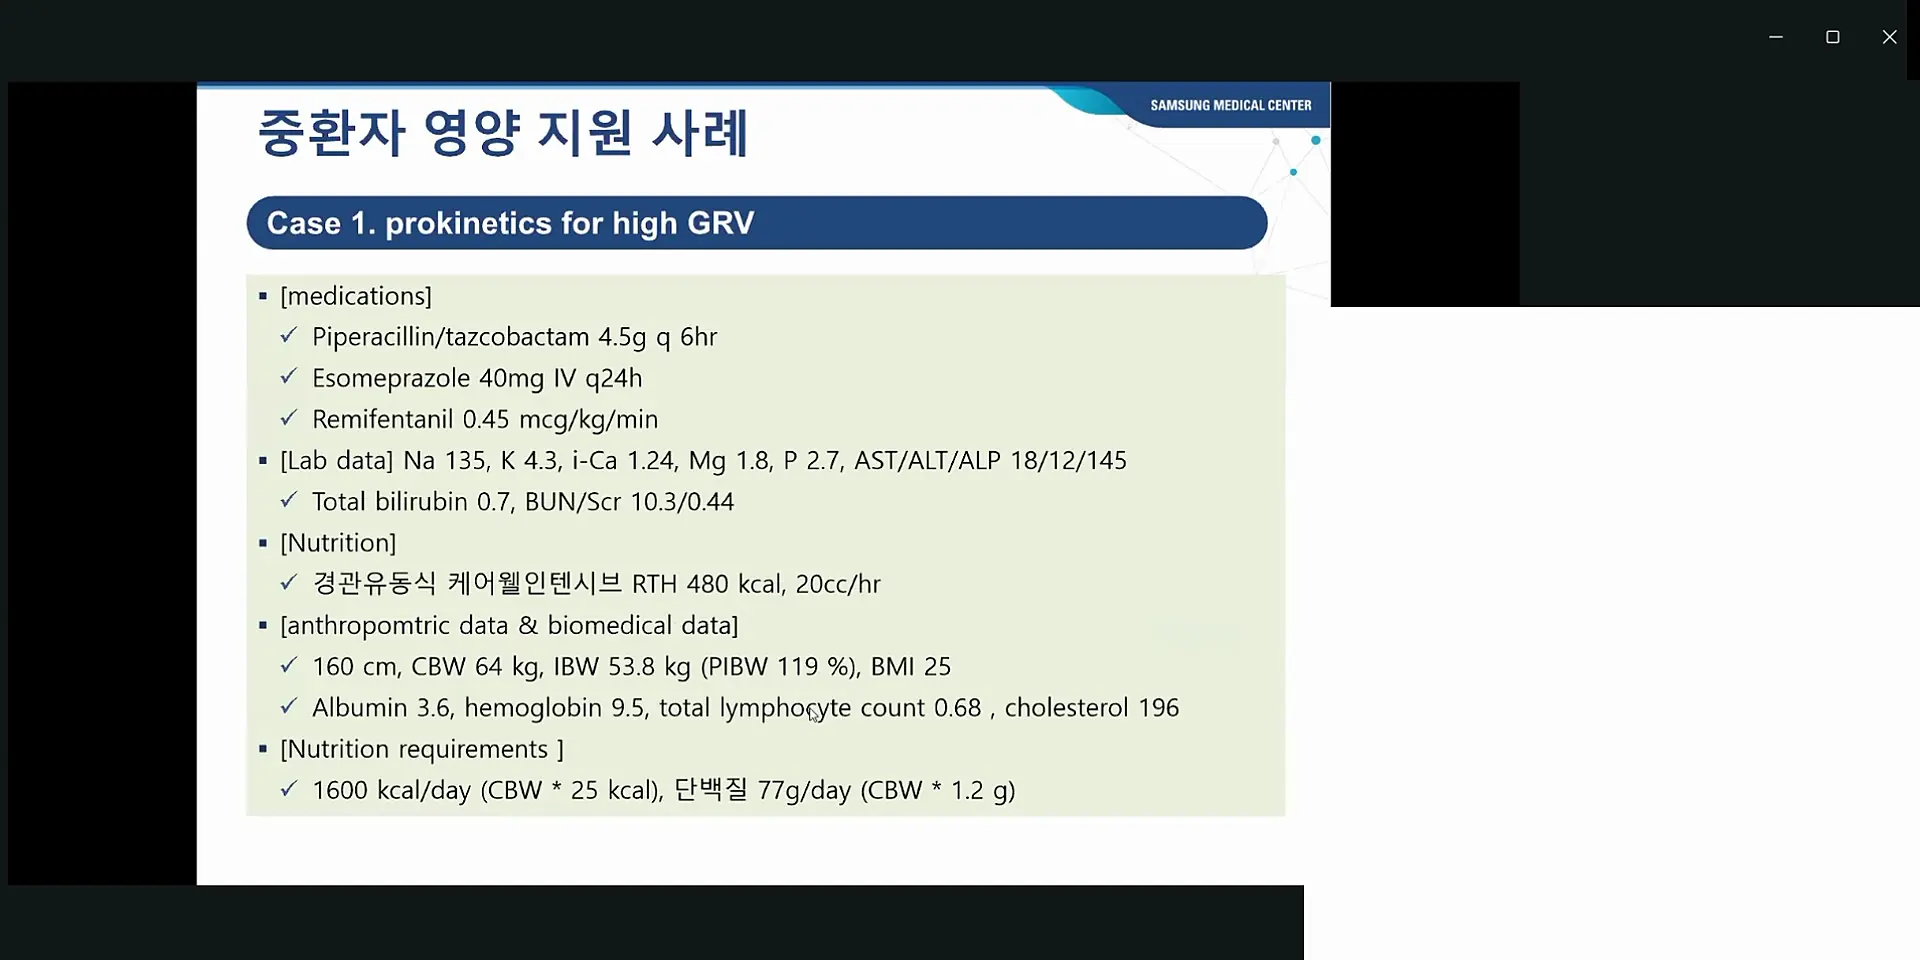 SAMSUNG MEDICAL CENTER
중환자 영양 지원 사례
Case 1. prokinetics for high GRV
▪ [medications]
✓ Piperacillin/tazcobactam 4.5g q 6hr
✓ Esomeprazole 40mg IV q24h
✓ Remifentanil 0.45 mcg/kg/min
▪ [Lab data] Na 135, K 4.3, i-Ca 1.24, Mg 1.8, P 2.7, AST/ALT/ALP 18/12/145
✓ Total bilirubin 0.7, BUN/Scr 10.3/0.44
▪ [Nutrition]
✓ 경관유동식 케어웰인텐시브 RTH 480 kcal, 20cc/hr
▪ [anthropomtric data & biomedical data]
✓ 160 cm, CBW 64 kg, IBW 53.8 kg (PIBW 119 %), BMI 25
✓ Albumin 3.6, hemoglobin 9.5, total lymphocyte count 0.68 , cholesterol 196
▪ [Nutrition requirements ]
✓ 1600 kcal/day (CBW * 25 kcal), 단백질 77g/day (CBW * 1.2 g)